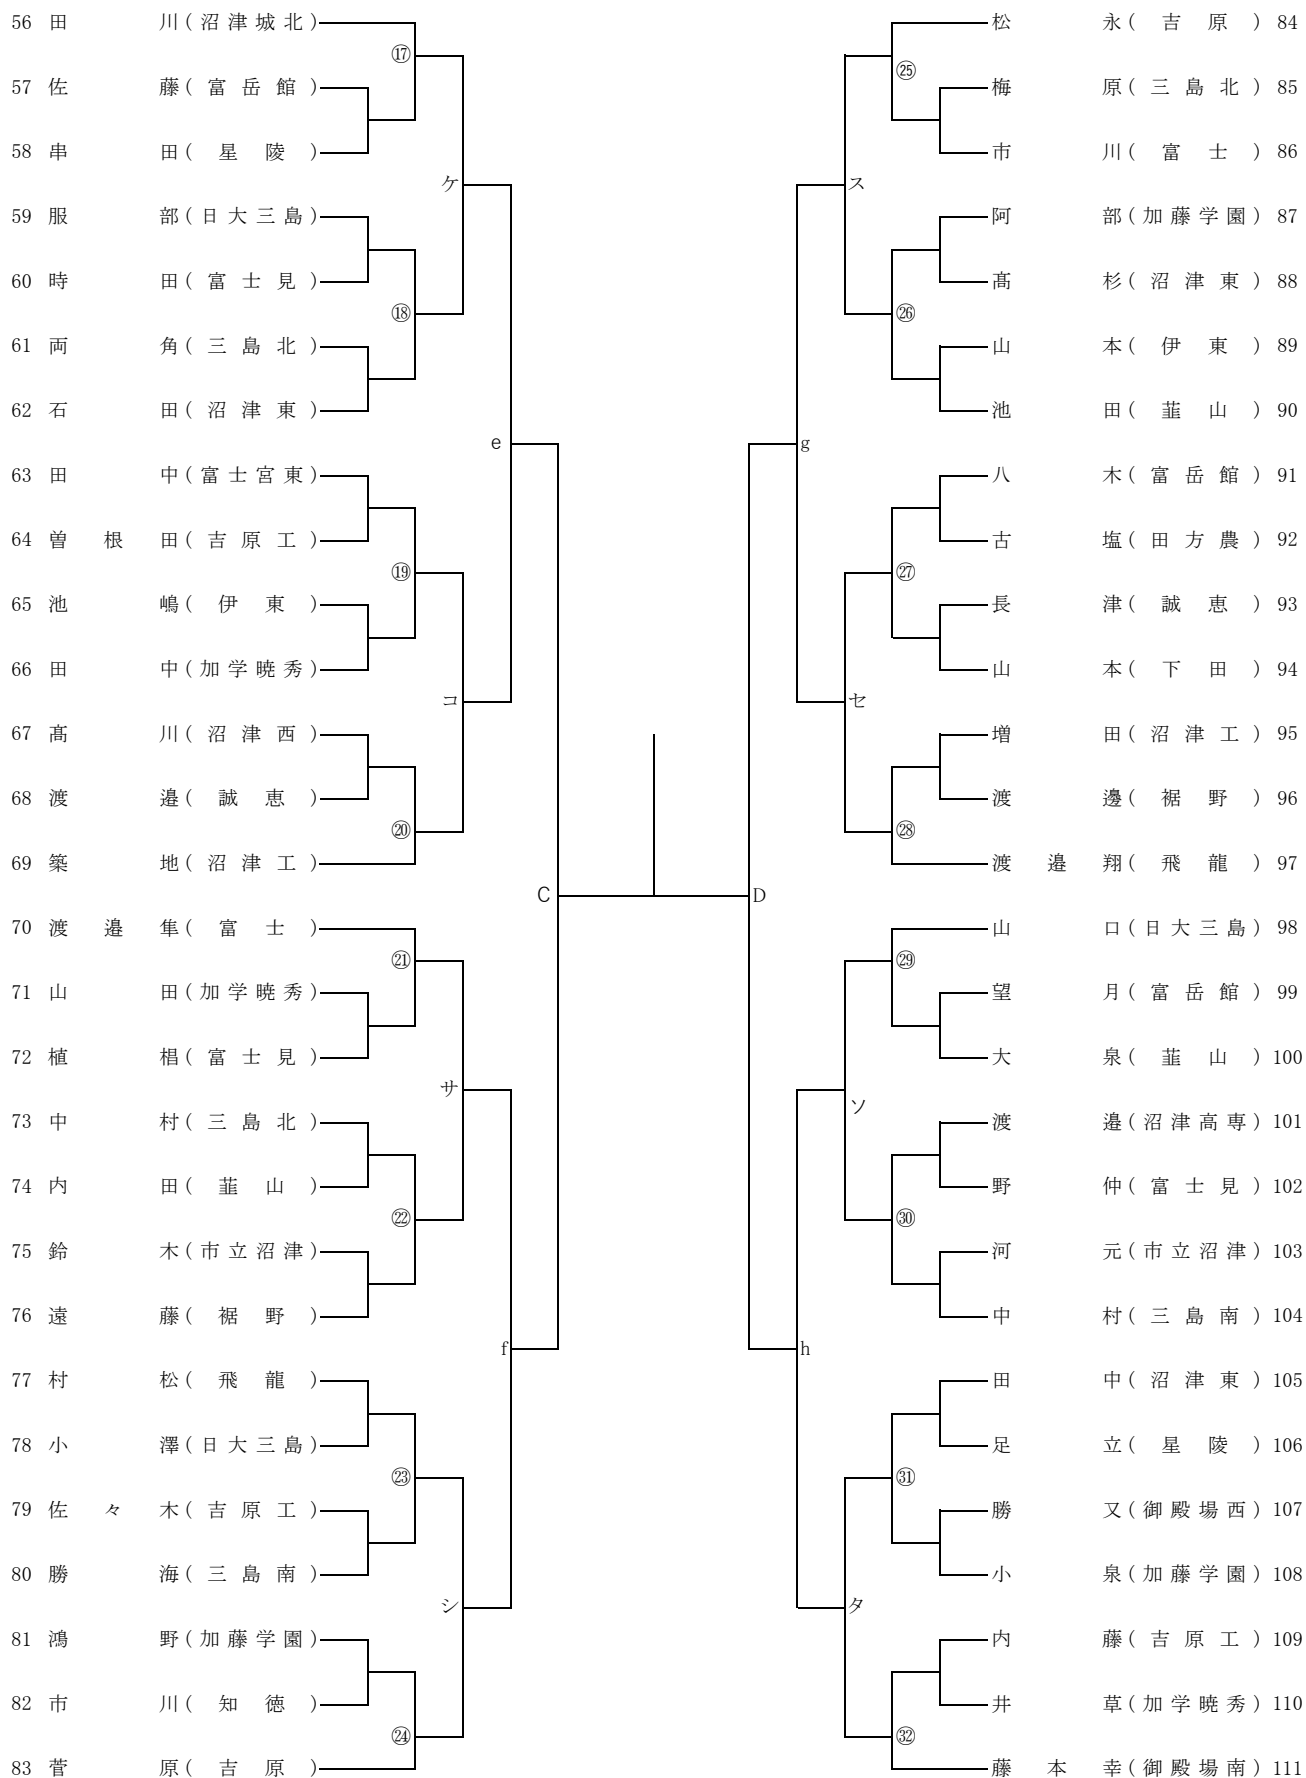 56 田川(沼津城北)
⑰
57 佐藤(富岳館)
58 串田(星陵)
ケ
59 服部(日大三島)
60 時田(富士見)
⑱
61 両角(三島北)
62 石田(沼津東)
e
63 田中(富士宮東)
64 曽根田(吉原工)
⑲
65 池嶋(伊東)
66 田中(加学暁秀)
コ
67 髙川(沼津西)
68 渡邉(誠恵)
⑳
69 築地(沼津工)
C
70 渡邉隼(富士)
㉑
71 山田(加学暁秀)
72 植椙(富士見)
サ
73 中村(三島北)
74 内田(韮山)
㉒
75 鈴木(市立沼津)
76 遠藤(裾野)
f
77 村松(飛龍)
78 小澤(日大三島)
㉓
79 佐々木(吉原工)
80 勝海(三島南)
シ
81 鴻野(加藤学園)
82 市川(知徳)
㉔
83 菅原(吉原)
松永(吉原) 84
㉕
梅原(三島北) 85
市川(富士) 86
ス
阿部(加藤学園) 87
髙杉(沼津東) 88
㉖
山本(伊東) 89
池田(韮山) 90
g
八木(富岳館) 91
古塩(田方農) 92
㉗
長津(誠恵) 93
山本(下田) 94
セ
増田(沼津工) 95
渡邊(裾野) 96
㉘
渡邉翔(飛龍) 97
D
山口(日大三島) 98
㉙
望月(富岳館) 99
大泉(韮山) 100
ソ
渡邉(沼津高専) 101
野仲(富士見) 102
㉚
河元(市立沼津) 103
中村(三島南) 104
h
田中(沼津東) 105
足立(星陵) 106
㉛
勝又(御殿場西) 107
小泉(加藤学園) 108
タ
内藤(吉原工) 109
井草(加学暁秀) 110
㉜
藤本幸(御殿場南) 111